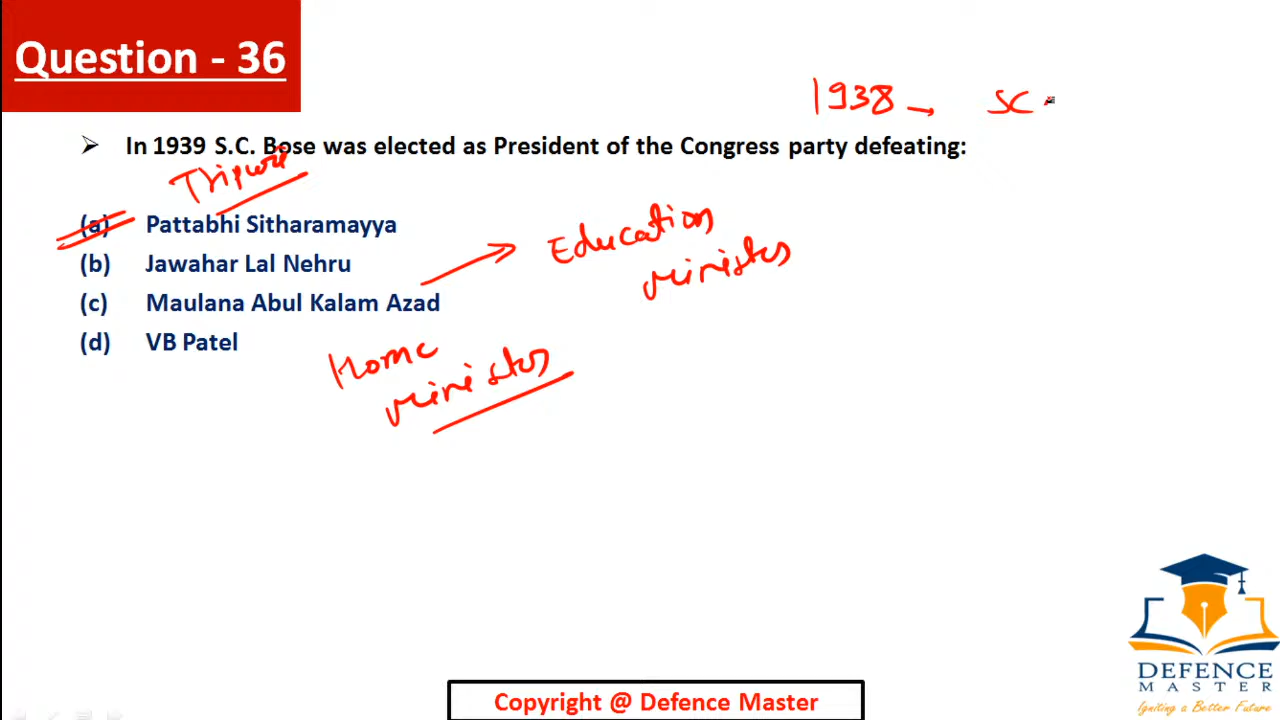 Question - 36
1938 → SC
➤ In 1939 S.C. Bose was elected as President of the Congress party defeating:
Tripura
(a) Pattabhi Sitharamayya
(b) Jawahar Lal Nehru
(c) Maulana Abul Kalam Azad
Education
Minister
(d) VB Patel
Home
Minister
DEFENCE
MASTER
Igniting a Better Future
Copyright @ Defence Master